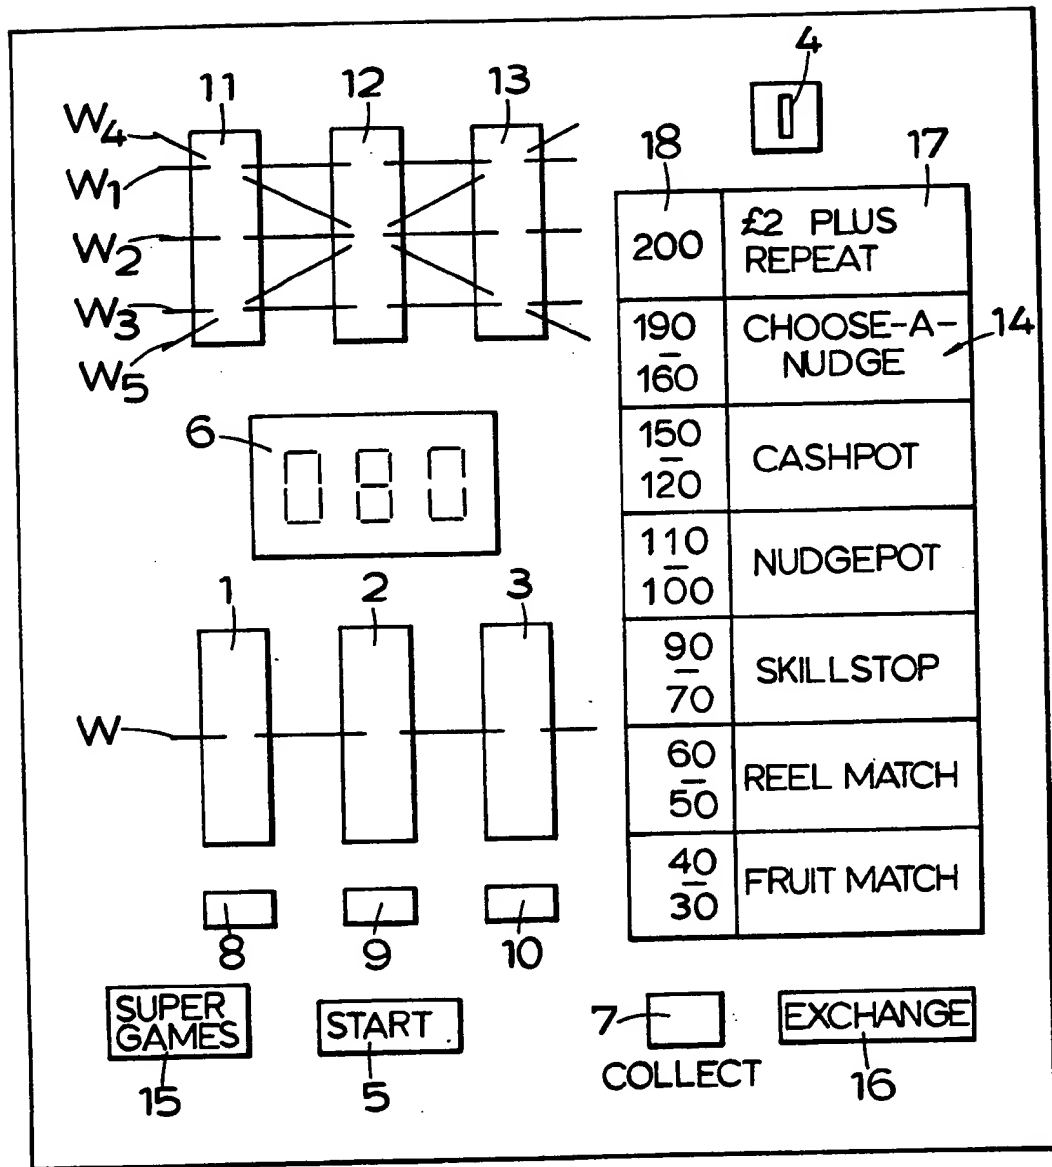 4
11 12 13
W4
W1
W2
W3
W5
18 17
200 £2 PLUS
REPEAT
190
–
160
CHOOSE-A-
NUDGE
14
150
–
120
CASHPOT
6
080
110
–
100
NUDGEPOT
1 2 3
90
–
70
SKILLSTOP
W
60
–
50
REEL MATCH
40
–
30
FRUIT MATCH
8 9 10
SUPER
GAMES
START
7
EXCHANGE
COLLECT
15 5 16